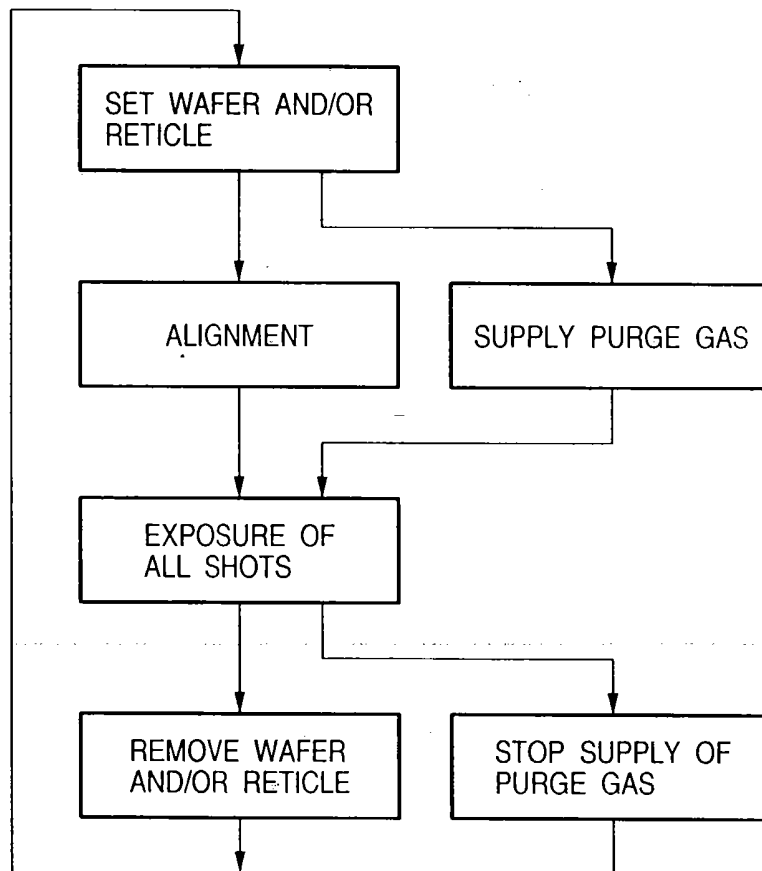 SET WAFER AND/OR
RETICLE
ALIGNMENT
SUPPLY PURGE GAS
EXPOSURE OF
ALL SHOTS
REMOVE WAFER
AND/OR RETICLE
STOP SUPPLY OF
PURGE GAS